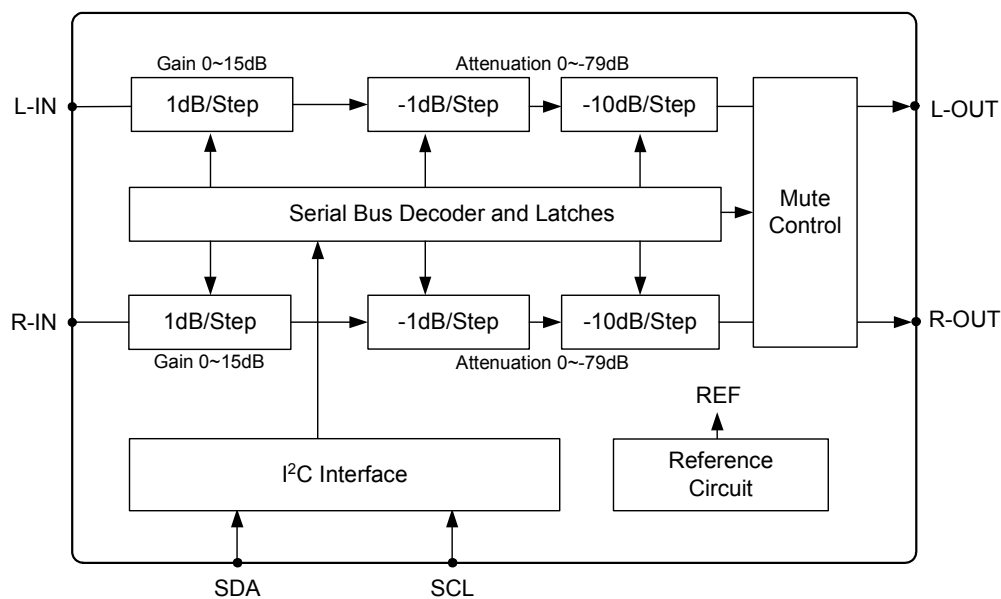 Gain 0~15dB
Attenuation 0~-79dB
L-IN
1dB/Step
-1dB/Step
-10dB/Step
L-OUT
Serial Bus Decoder and Latches
Mute
Control
R-IN
1dB/Step
-1dB/Step
-10dB/Step
R-OUT
Gain 0~15dB
Attenuation 0~-79dB
REF
I²C Interface
Reference
Circuit
SDA
SCL